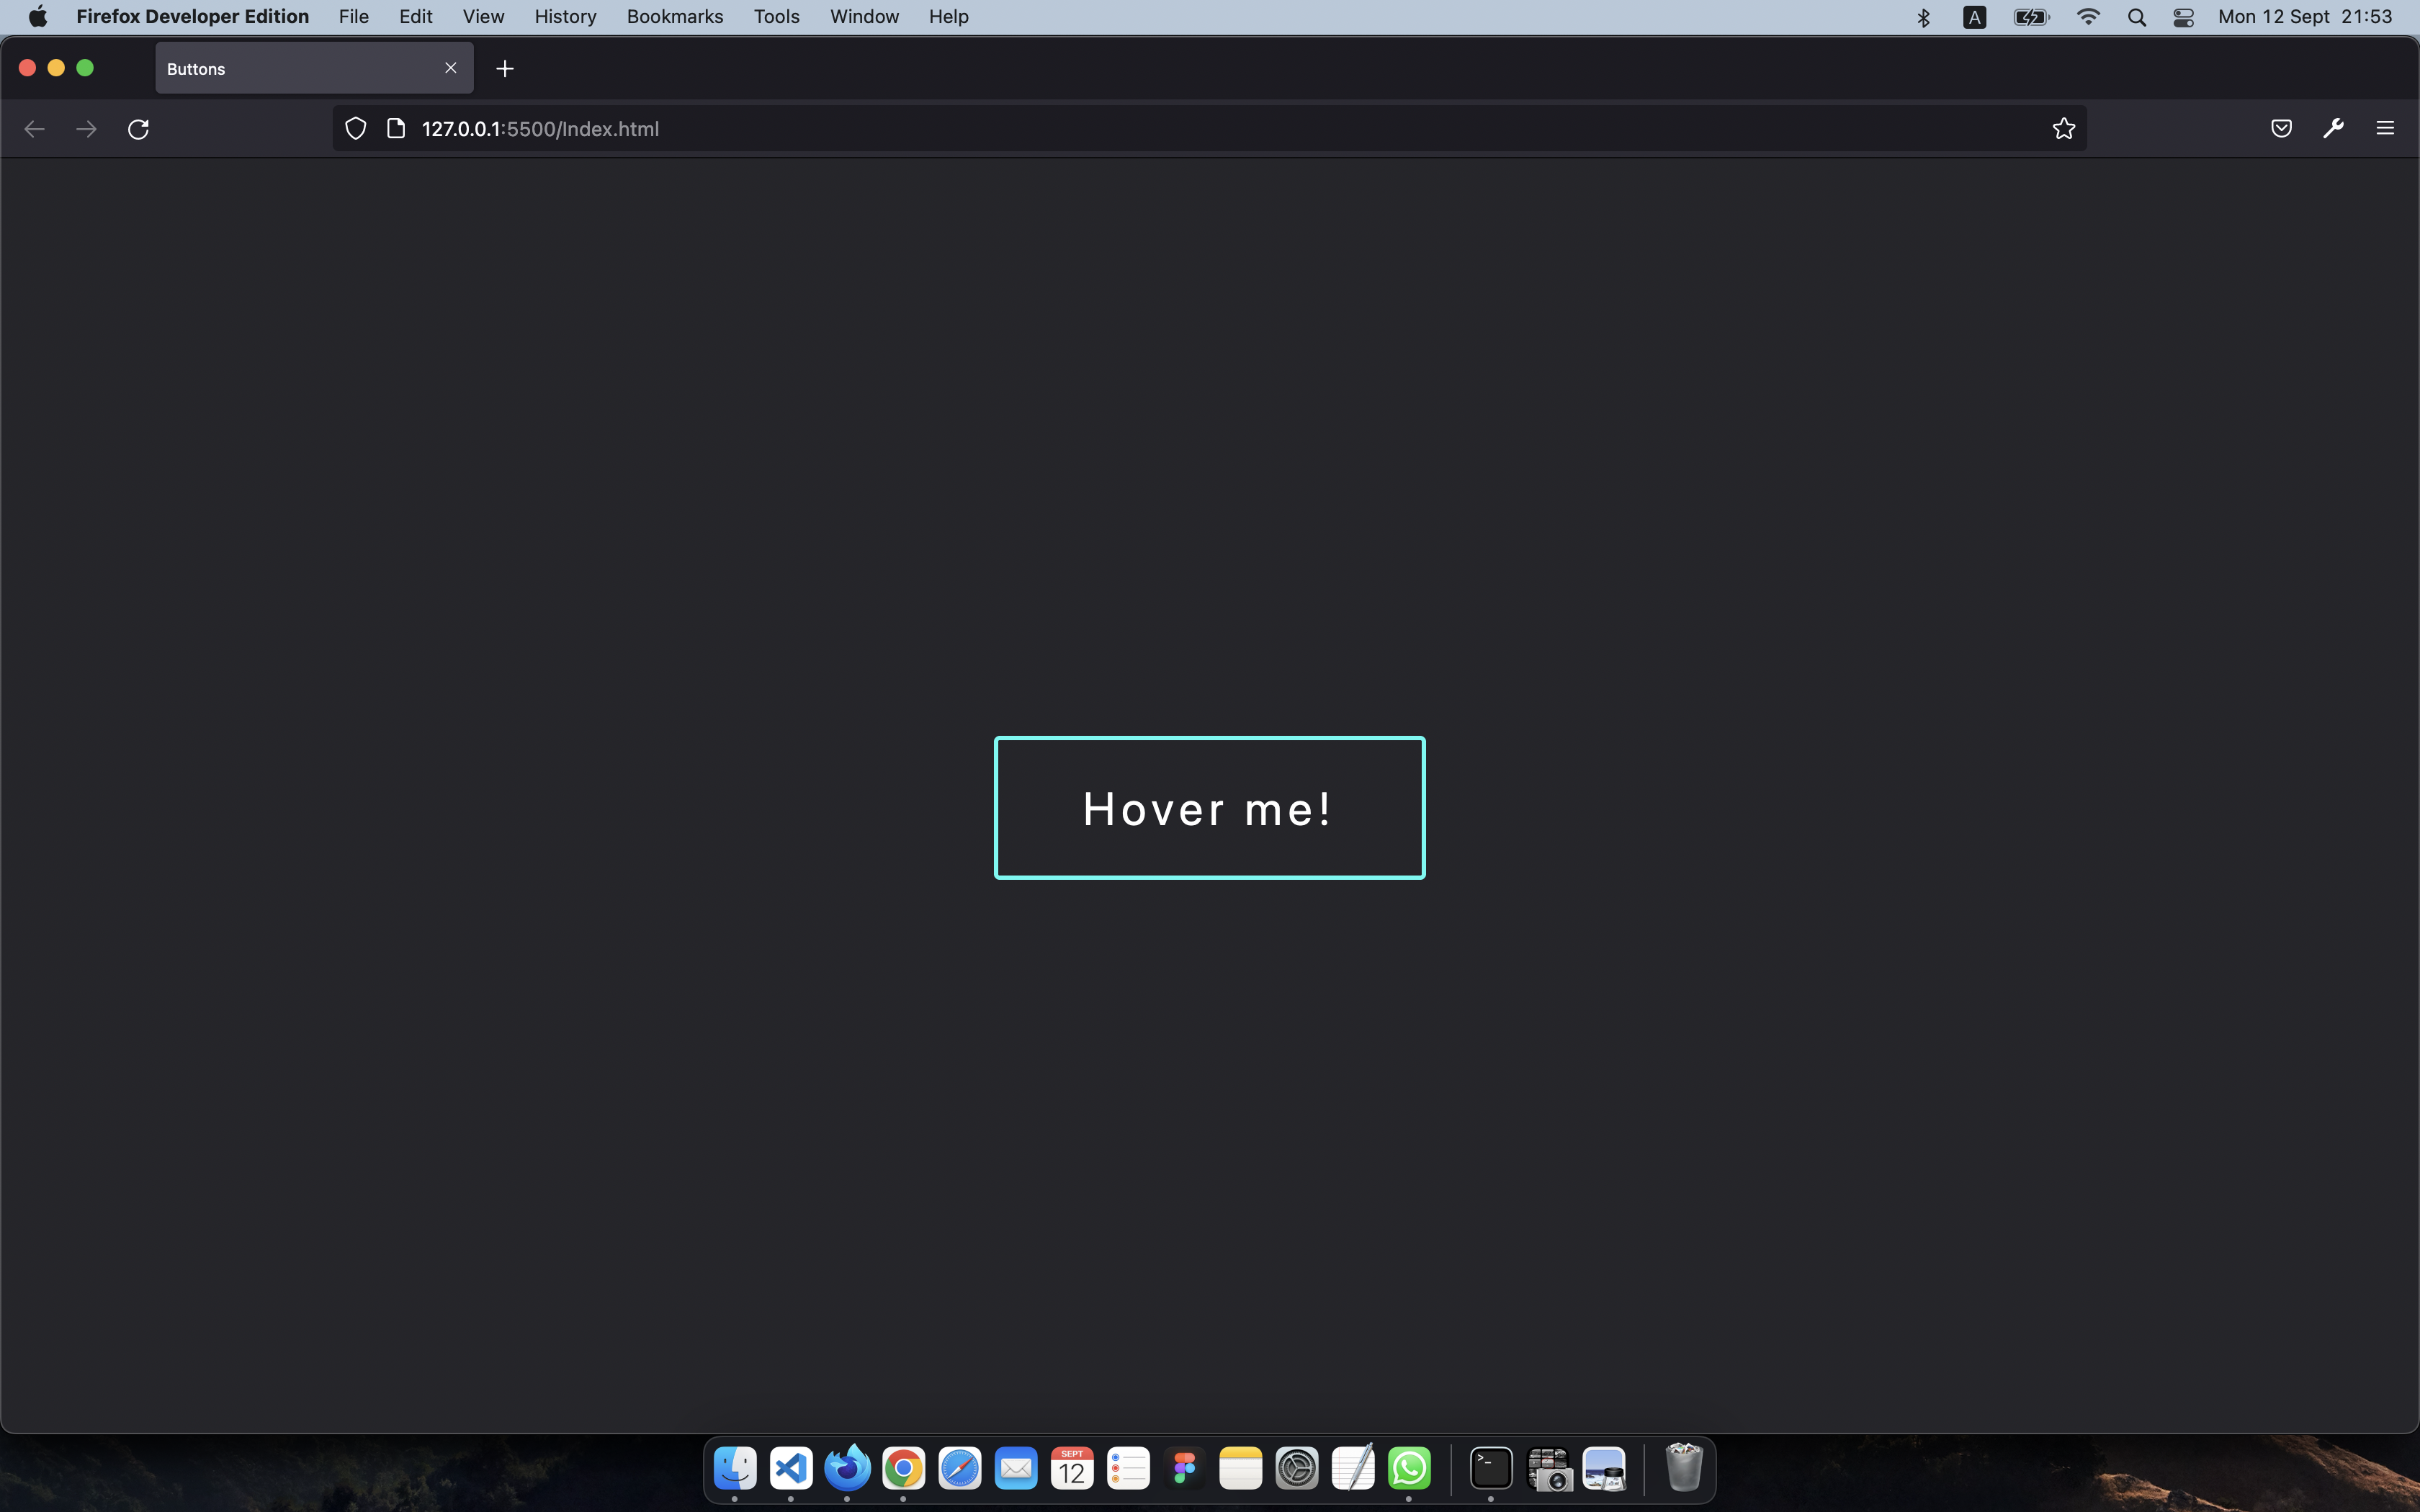 Firefox Developer Edition File Edit View History Bookmarks Tools Window Help A Mon 12 Sept 21:53
Buttons
127.0.0.1:5500/Index.html
Hover me!
SEPT
12
>_